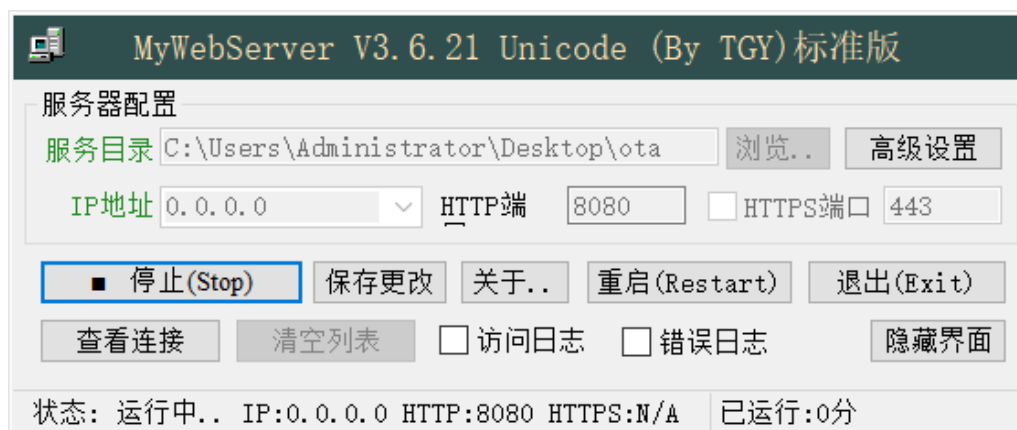 MyWebServer V3.6.21 Unicode (By TGY)标准版
服务器配置
服务目录 C:\Users\Administrator\Desktop\ota 浏览.. 高级设置
IP地址 0.0.0.0 HTTP端 8080 HTTPS端口 443
■ 停止(Stop) 保存更改 关于.. 重启(Restart) 退出(Exit)
查看连接 清空列表 访问日志 错误日志 隐藏界面
状态: 运行中.. IP:0.0.0.0 HTTP:8080 HTTPS:N/A 已运行:0分